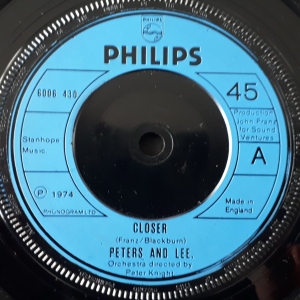 PHILIPS
PHILIPS
6006 430
45
Production
John Franz
for Sound
Ventures
Stanhope
Music.
A
P 1974
Made in
England
PHONOGRAM LTD
CLOSER
(Franz/Blackburn)
PETERS AND LEE.
Orchestra directed by
Peter Knight